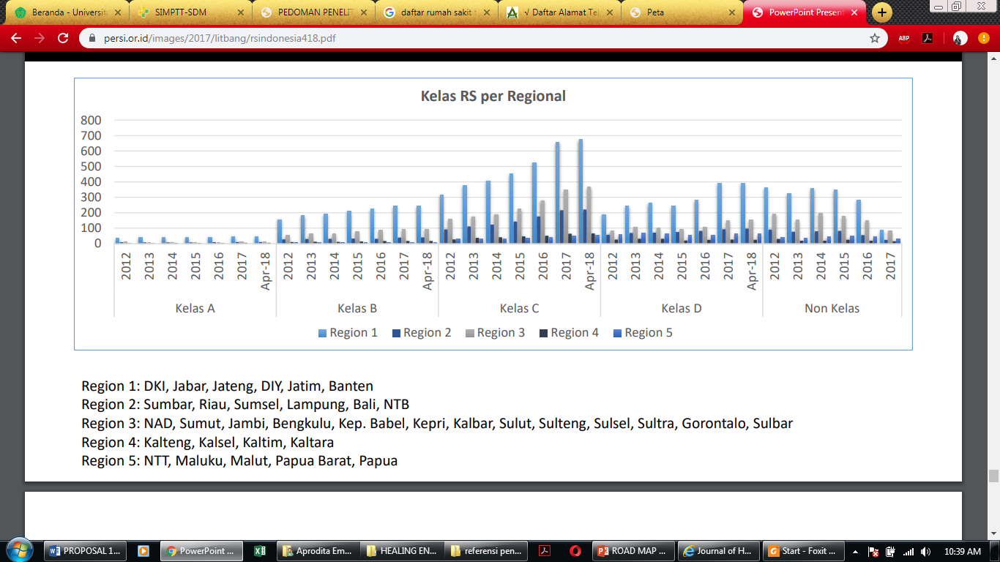 Beranda - Universita
SIMPTT-SDM
PEDOMAN PENELIT
daftar rumah sakit t
√ Daftar Alamat Tel
Peta
PowerPoint Present
persi.or.id/images/2017/litbang/rsindonesia418.pdf
ABP
Kelas RS per Regional
800
700
600
500
400
300
200
100
0
2012 2013 2014 2015 2016 2017 Apr-18 2012 2013 2014 2015 2016 2017 Apr-18 2012 2013 2014 2015 2016 2017 Apr-18 2012 2013 2014 2015 2016 2017 Apr-18 2012 2013 2014 2015 2016 2017
Kelas A Kelas B Kelas C Kelas D Non Kelas
Region 1 Region 2 Region 3 Region 4 Region 5
Region 1: DKI, Jabar, Jateng, DIY, Jatim, Banten
Region 2: Sumbar, Riau, Sumsel, Lampung, Bali, NTB
Region 3: NAD, Sumut, Jambi, Bengkulu, Kep. Babel, Kepri, Kalbar, Sulut, Sulteng, Sulsel, Sultra, Gorontalo, Sulbar
Region 4: Kalteng, Kalsel, Kaltim, Kaltara
Region 5: NTT, Maluku, Malut, Papua Barat, Papua
PROPOSAL 1...
PowerPoint ...
Aprodita Em...
HEALING EN...
referensi pen...
ROAD MAP ...
Journal of H...
Start - Foxit ...
10:39 AM